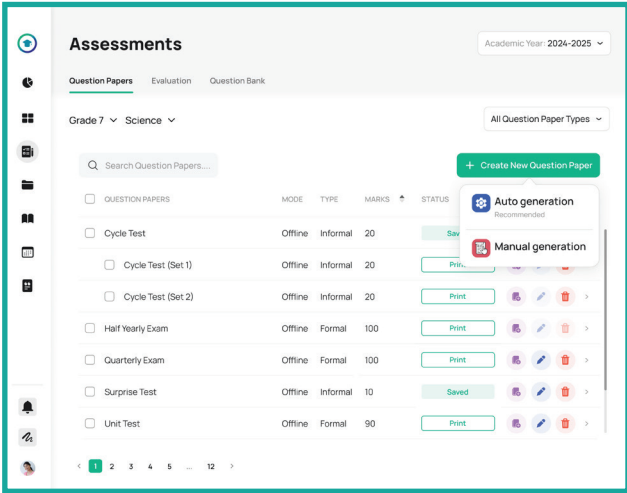 Assessments
Academic Year: 2024-2025
Question Papers Evaluation Question Bank
Grade 7 Science
All Question Paper Types
Search Question Papers....
+ Create New Question Paper
QUESTION PAPERS MODE TYPE MARKS STATUS
Auto generation
Recommended
Manual generation
Cycle Test Offline Informal 20
Cycle Test (Set 1) Offline Informal 20
Cycle Test (Set 2) Offline Informal 20 Print
Half Yearly Exam Offline Formal 100 Print
Quarterly Exam Offline Formal 100 Print
Surprise Test Offline Informal 10 Saved
Unit Test Offline Formal 90 Print
< 1 2 3 4 5 ... 12 >